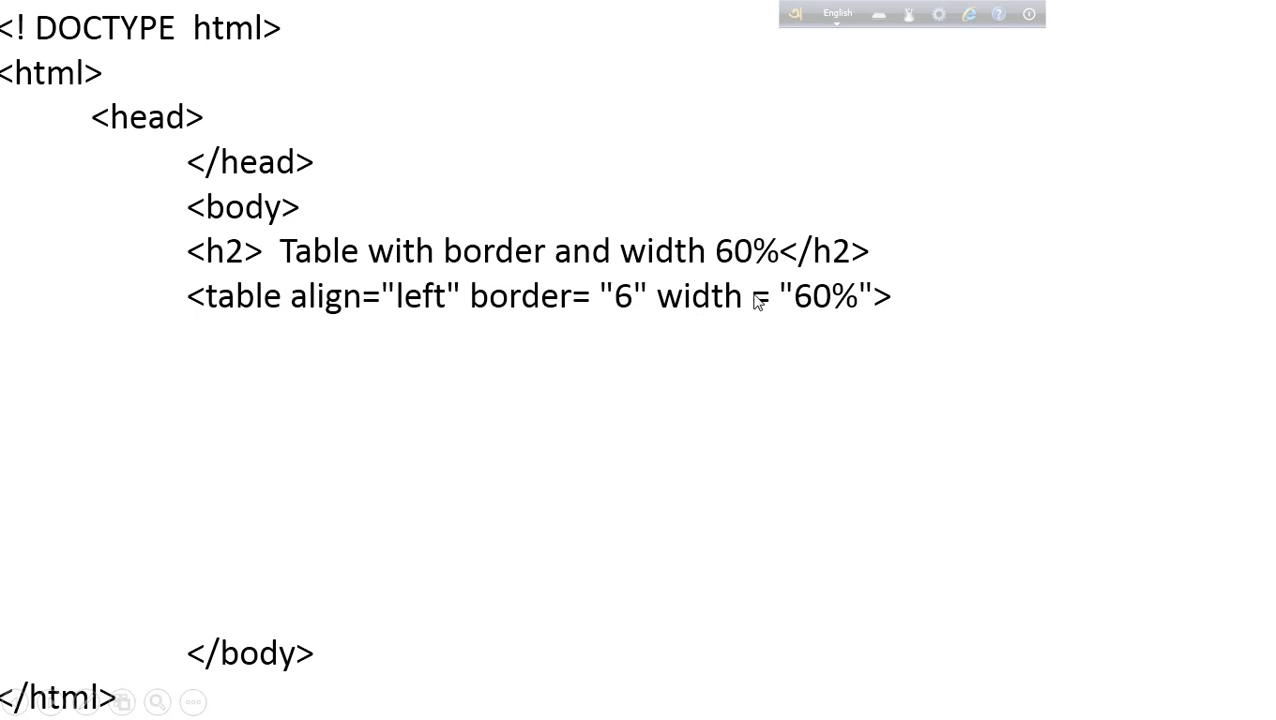 English
<! DOCTYPE  html>
<html>
<head>
</head>
<body>
<h2>  Table with border and width 60%</h2>
<table align="left" border= "6" width = "60%">
</body>
</html>